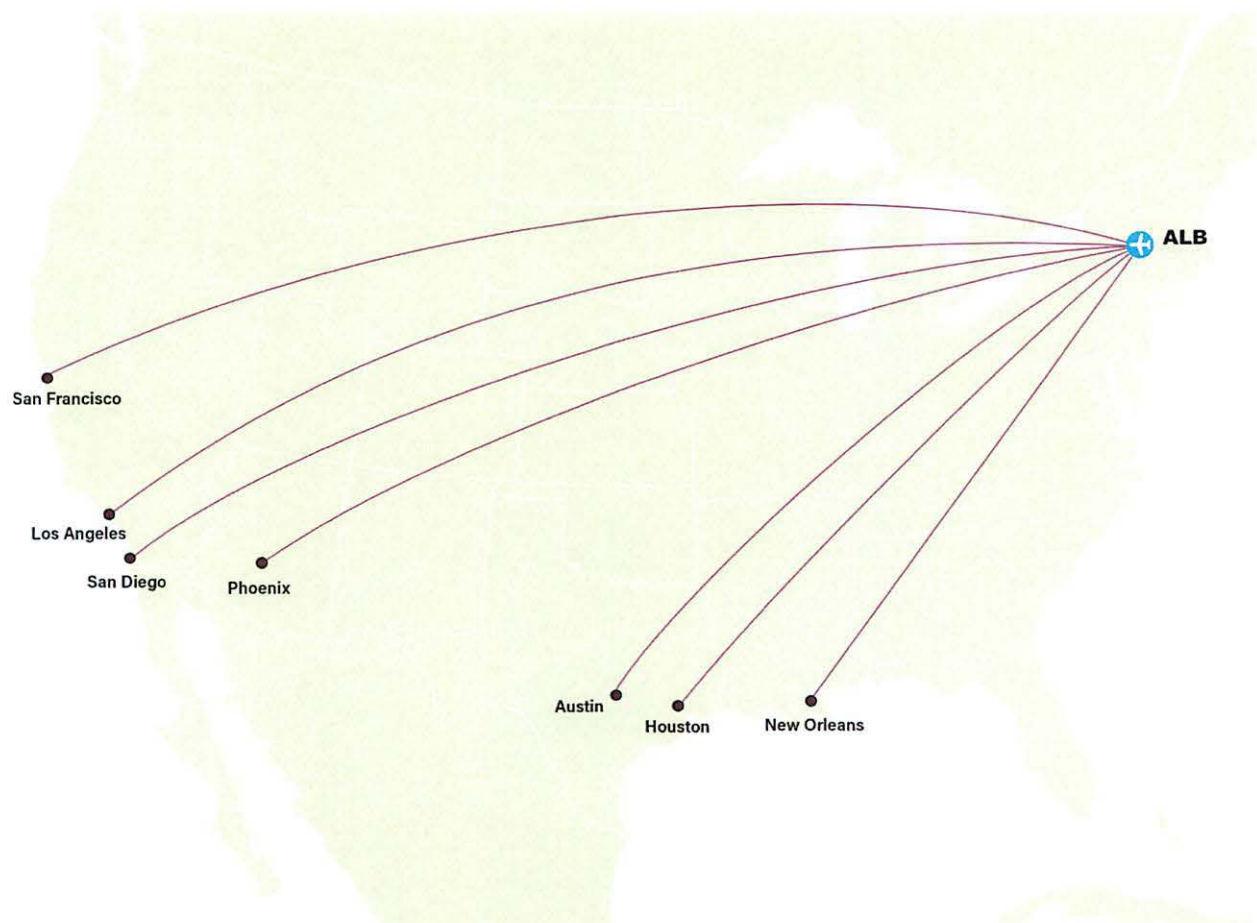 ALB
San Francisco
Los Angeles
San Diego
Phoenix
Austin
Houston
New Orleans